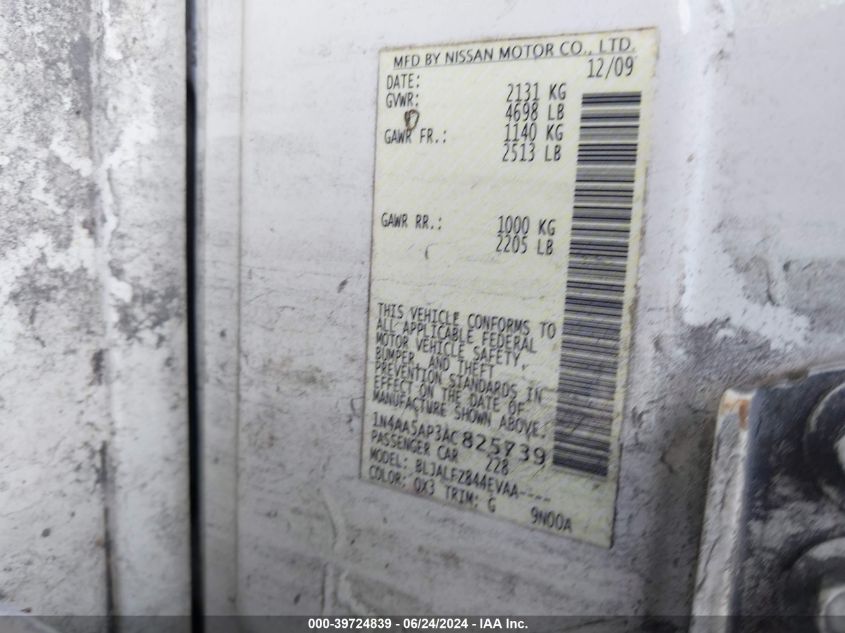 MFD BY NISSAN MOTOR CO., LTD.
DATE: 12/09
GVWR: 2131 KG
4698 LB
GAWR FR.: 1140 KG
2513 LB
GAWR RR.: 1000 KG
2205 LB
THIS VEHICLE CONFORMS TO
ALL APPLICABLE FEDERAL
MOTOR VEHICLE SAFETY,
BUMPER, AND THEFT
PREVENTION STANDARDS IN
EFFECT ON THE DATE OF
MANUFACTURE SHOWN ABOVE.
1N4AA5AP3AC825739
PASSENGER CAR 228
MODEL: BLJALFZ844EVAA----
COLOR: QX3 TRIM: G 9N00A
000-39724839 - 06/24/2024 - IAA Inc.